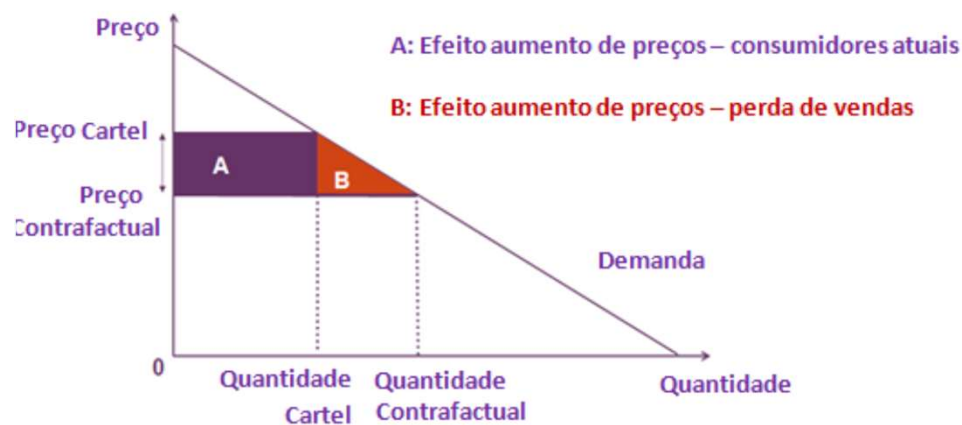 Preço
A: Efeito aumento de preços – consumidores atuais
B: Efeito aumento de preços – perda de vendas
Preço Cartel
A
B
Preço
Contrafactual
Demanda
0
Quantidade
Cartel
Quantidade
Contrafactual
Quantidade